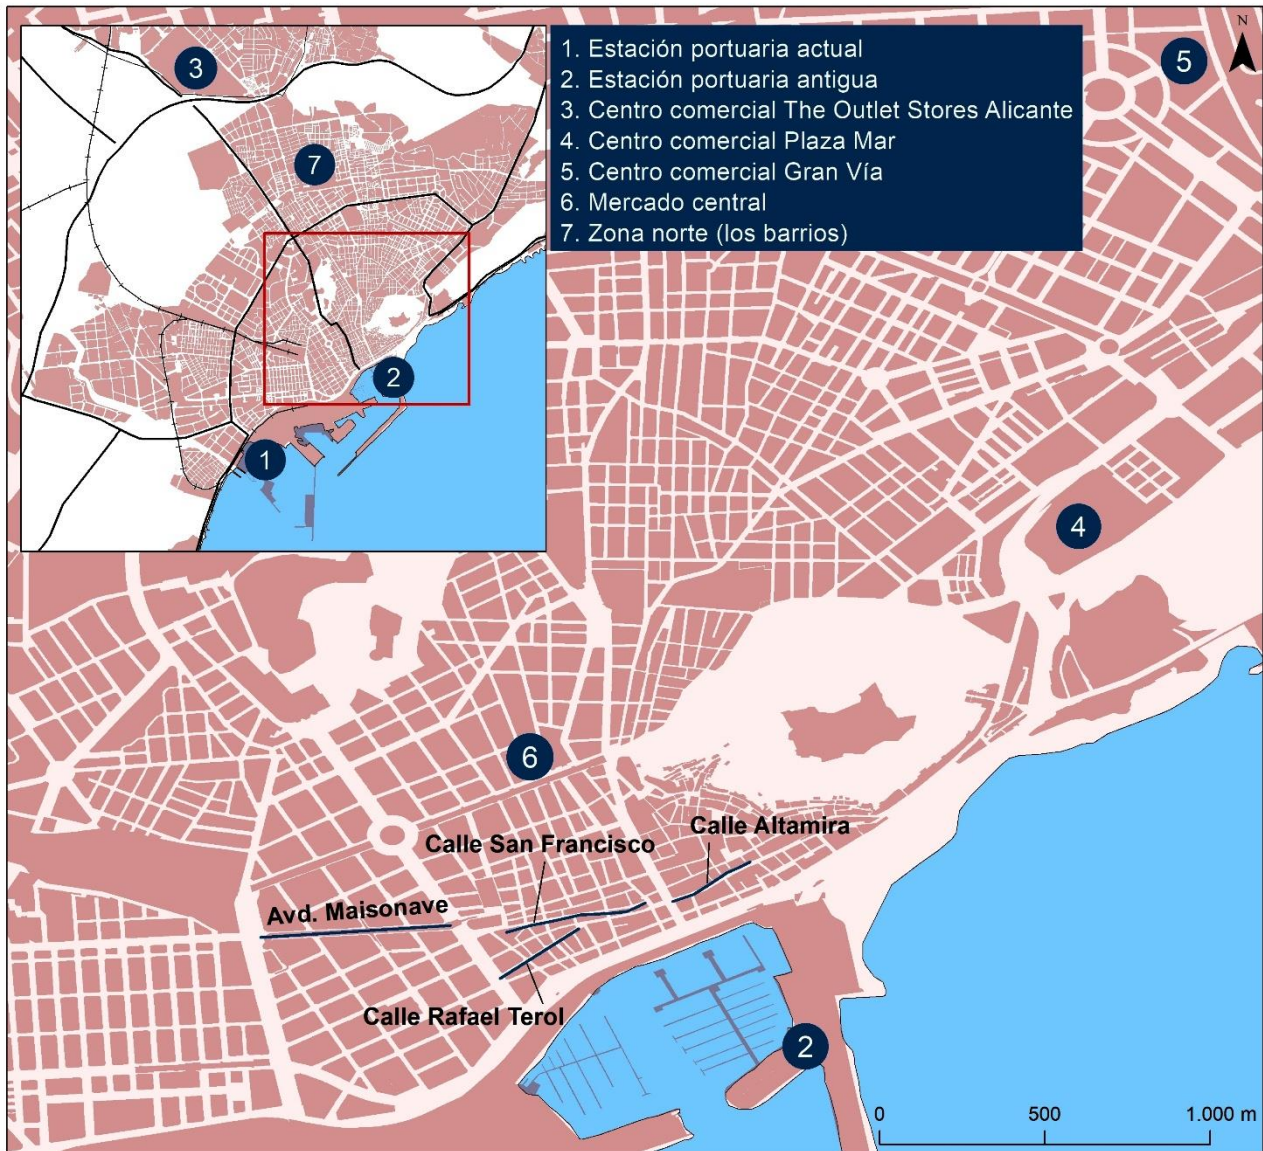 N
1. Estación portuaria actual
2. Estación portuaria antigua
3. Centro comercial The Outlet Stores Alicante
4. Centro comercial Plaza Mar
5. Centro comercial Gran Vía
6. Mercado central
7. Zona norte (los barrios)
3
7
2
1
5
4
6
Calle Altamira
Calle San Francisco
Avd. Maisonave
Calle Rafael Terol
2
0 500 1.000 m